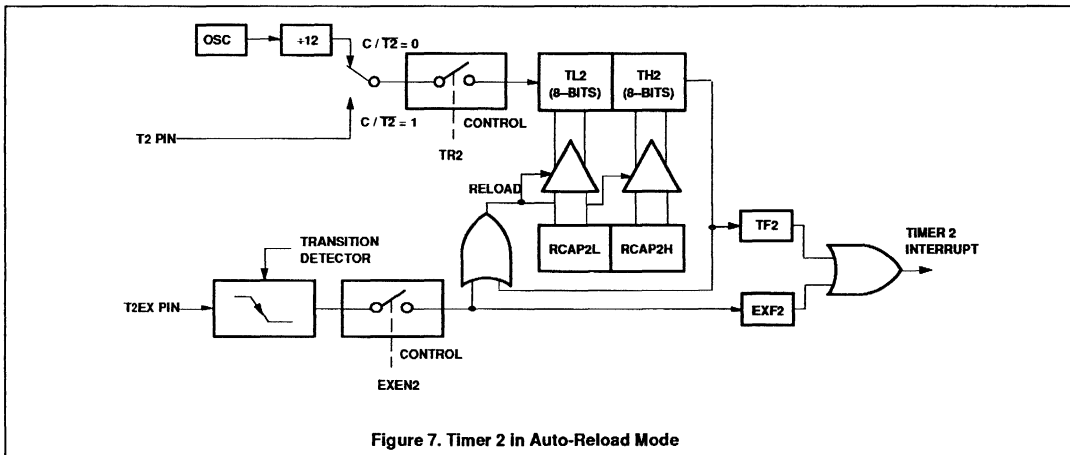 OSC
÷12
C / T2̅ = 0
TL2
(8–BITS)
TH2
(8–BITS)
C / T2̅ = 1
CONTROL
T2 PIN
TR2
RELOAD
RCAP2L
RCAP2H
TF2
TIMER 2
INTERRUPT
TRANSITION
DETECTOR
T2EX PIN
EXF2
CONTROL
EXEN2
Figure 7. Timer 2 in Auto-Reload Mode